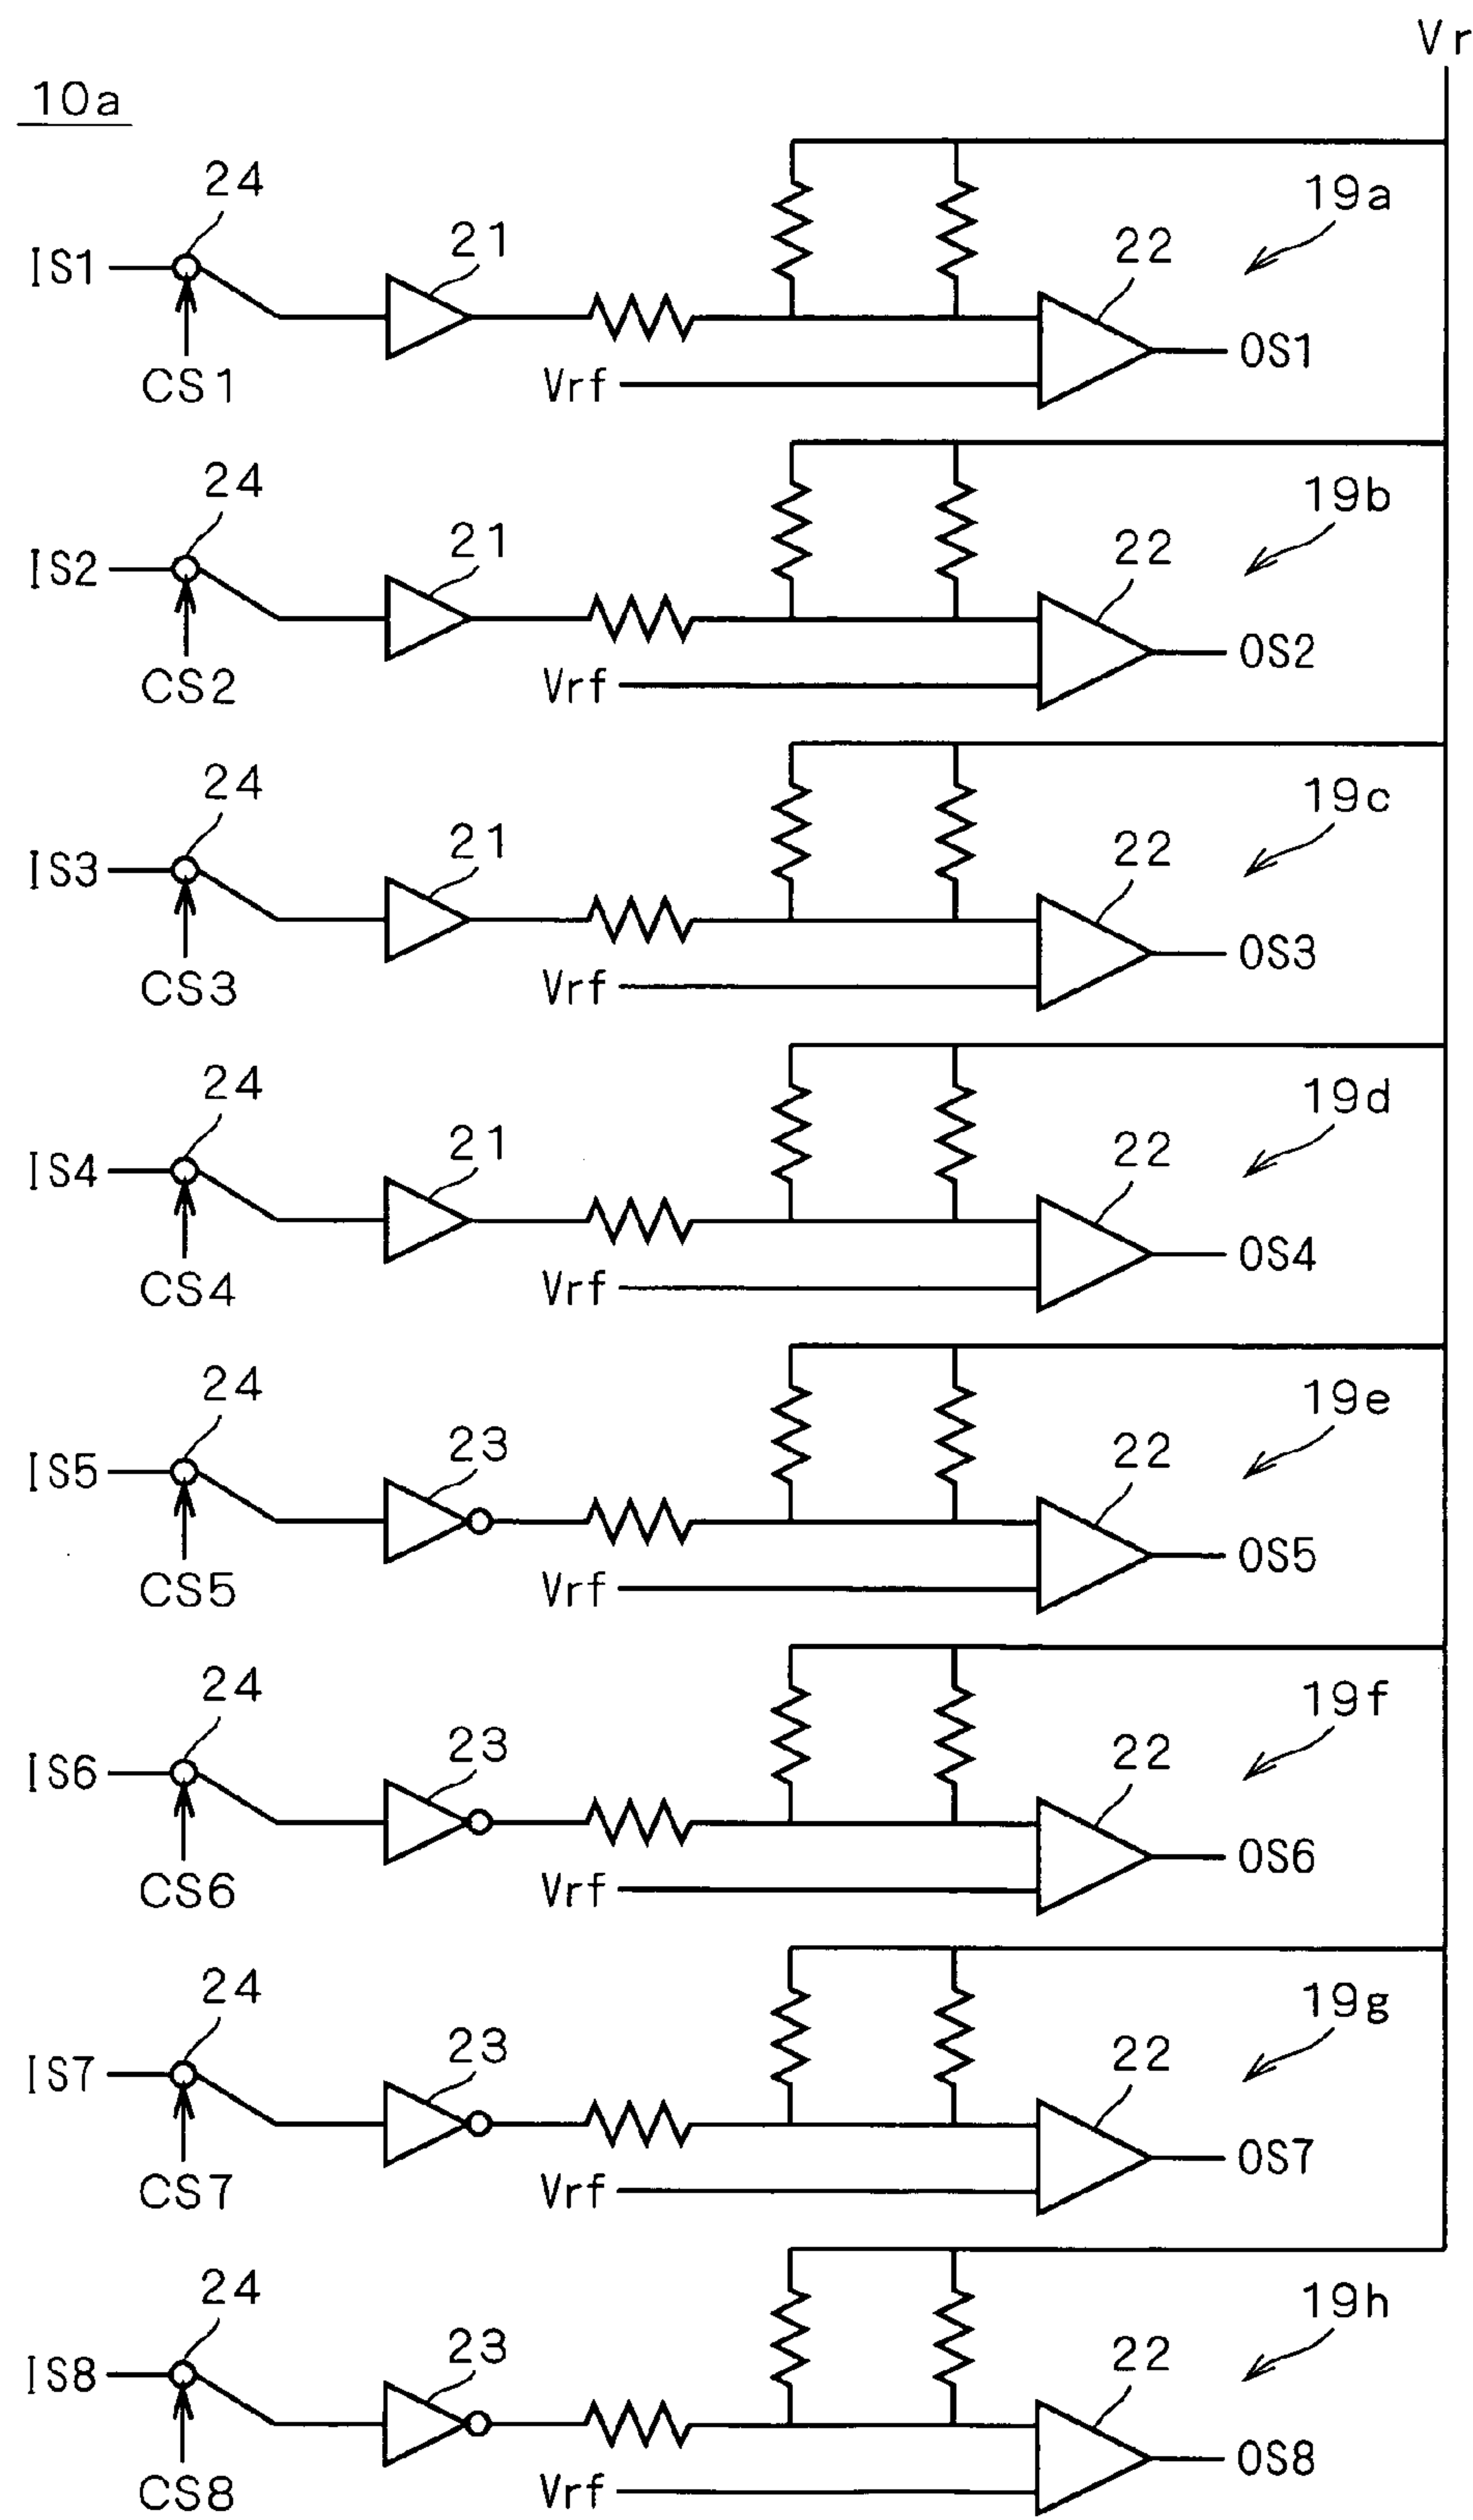 Vr
10a
24
19a
21
22
IS1
OS1
CS1
Vrf
24
19b
21
22
IS2
OS2
CS2
Vrf
24
19c
21
22
IS3
OS3
CS3
Vrf
24
19d
21
22
IS4
OS4
CS4
Vrf
24
19e
23
22
IS5
OS5
CS5
Vrf
24
19f
23
22
IS6
OS6
CS6
Vrf
24
19g
23
22
IS7
OS7
CS7
Vrf
24
19h
23
22
IS8
OS8
CS8
Vrf